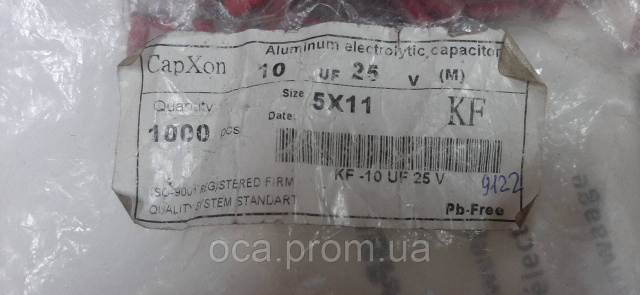 Aluminum electrolytic capacitor
CapXon 10 UF 25 V (M)
Quantity Size 5X11 KF
1000 pcs Date:
KF -10 UF 25 V
9122
ISO-9001 REGISTERED FIRM
QUALITY SYSTEM STANDART Pb-Free
oca.prom.ua